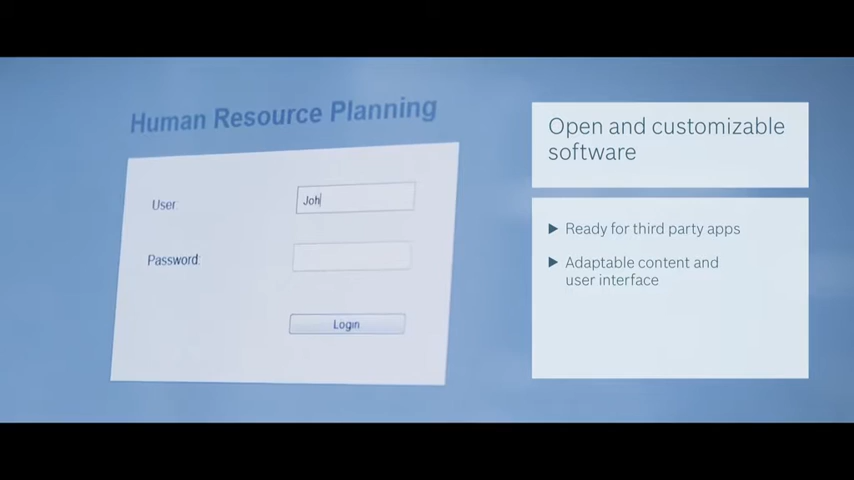 Human Resource Planning
User:
Joh
Password:
Login
Open and customizable
software
▶ Ready for third party apps
▶ Adaptable content and
user interface